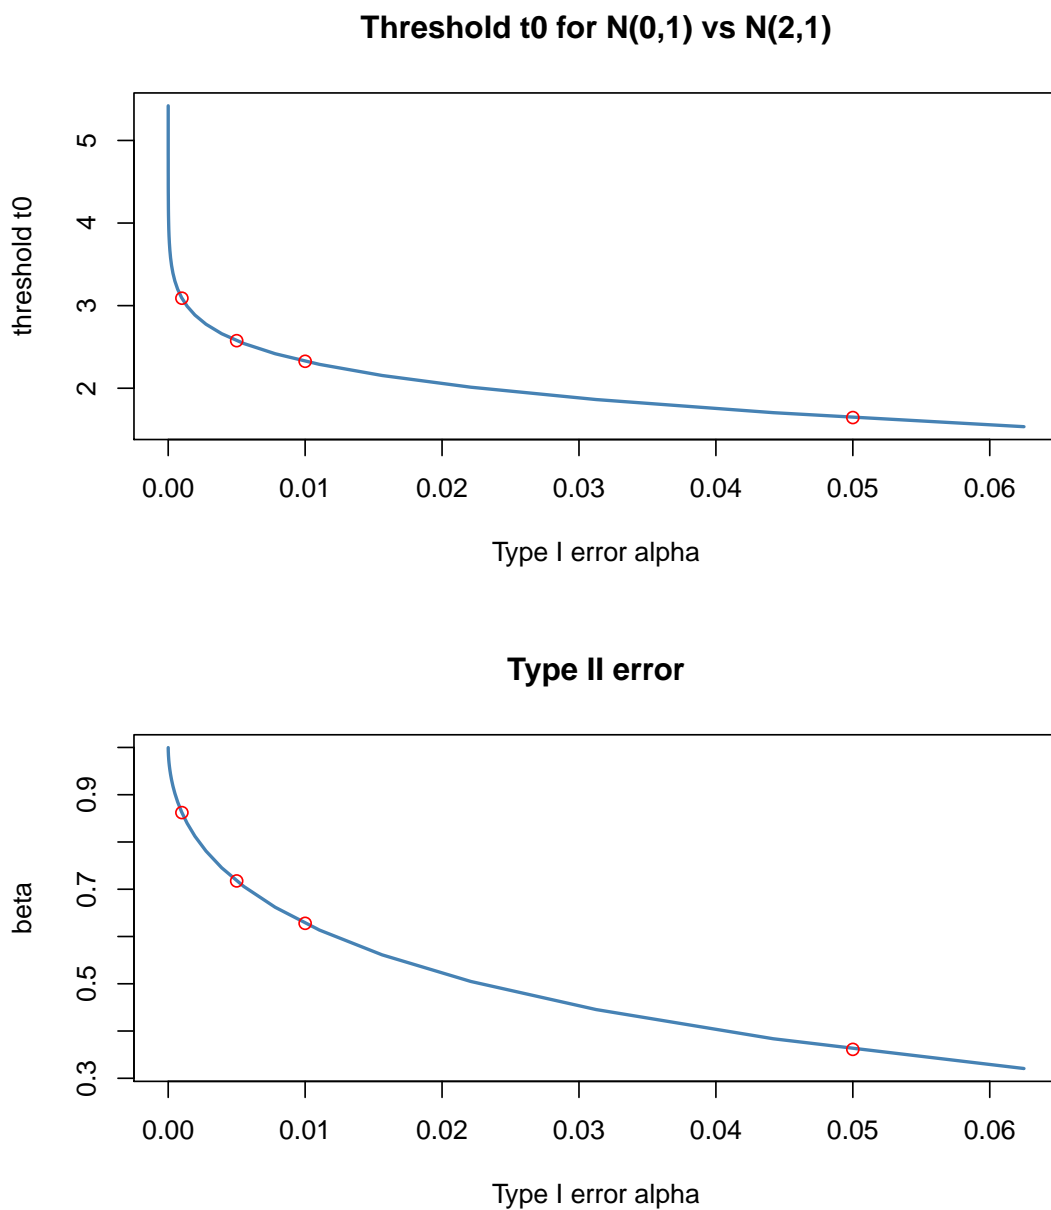 Threshold t0 for N(0,1) vs N(2,1)
threshold t0
5
4
3
2
0.00 0.01 0.02 0.03 0.04 0.05 0.06
Type I error alpha
Type II error
beta
0.9
0.7
0.5
0.3
0.00 0.01 0.02 0.03 0.04 0.05 0.06
Type I error alpha